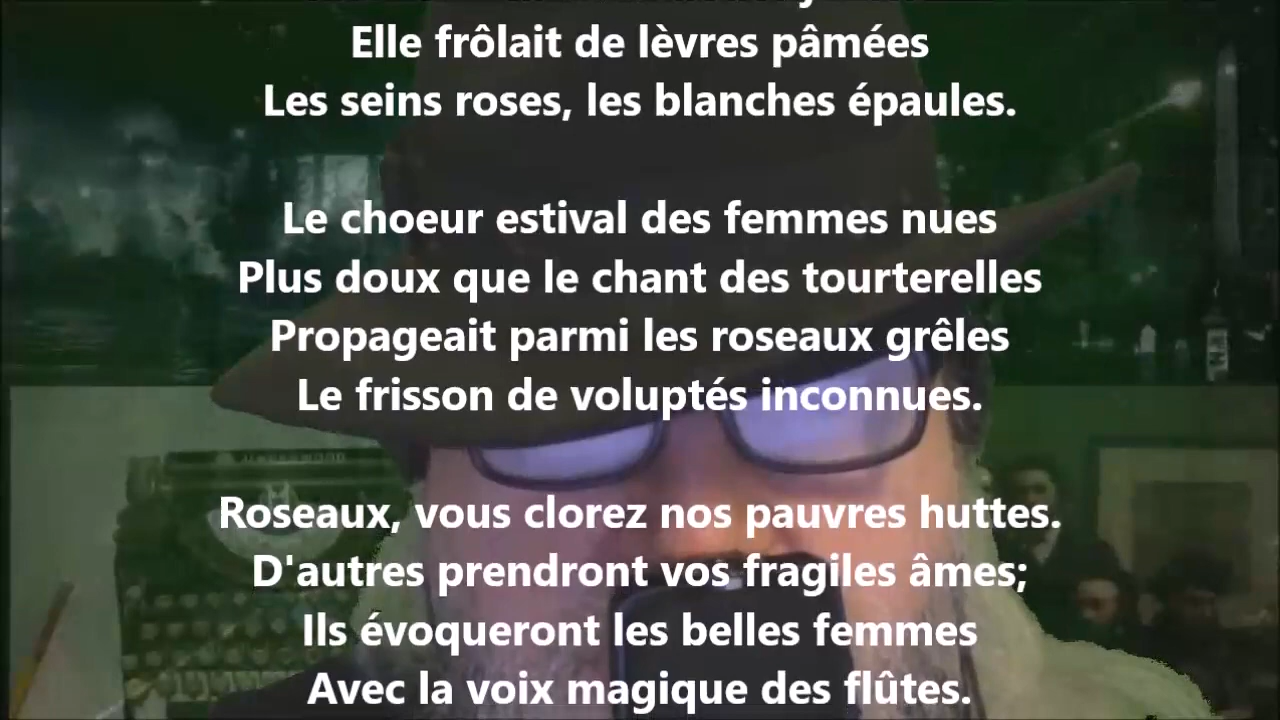 Elle frôlait de lèvres pâmées
Les seins roses, les blanches épaules.
Le choeur estival des femmes nues
Plus doux que le chant des tourterelles
Propageait parmi les roseaux grêles
Le frisson de voluptés inconnues.
Roseaux, vous clorez nos pauvres huttes.
D'autres prendront vos fragiles âmes;
Ils évoqueront les belles femmes
Avec la voix magique des flûtes.